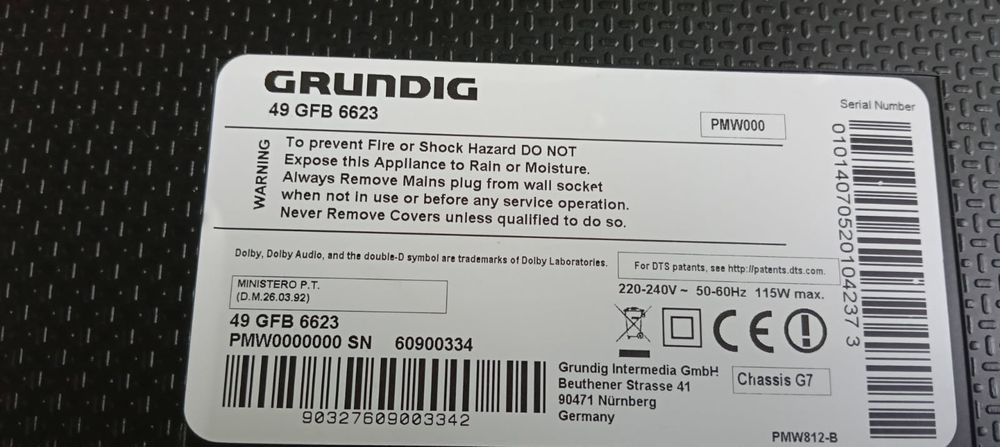 GRUNDIG
49 GFB 6623
PMW000
Serial Number
WARNING
To prevent Fire or Shock Hazard DO NOT
Expose this Appliance to Rain or Moisture.
Always Remove Mains plug from wall socket
when not in use or before any service operation.
Never Remove Covers unless qualified to do so.
01014070520104237 3
Dolby, Dolby Audio, and the double-D symbol are trademarks of Dolby Laboratories.
For DTS patents, see http://patents.dts.com.
MINISTERO P.T.
(D.M.26.03.92)
220-240V ~ 50-60Hz 115W max.
49 GFB 6623
PMW0000000 SN 60900334
CE
90327609003342
Grundig Intermedia GmbH
Beuthener Strasse 41
90471 Nürnberg
Germany
Chassis G7
PMW812-B